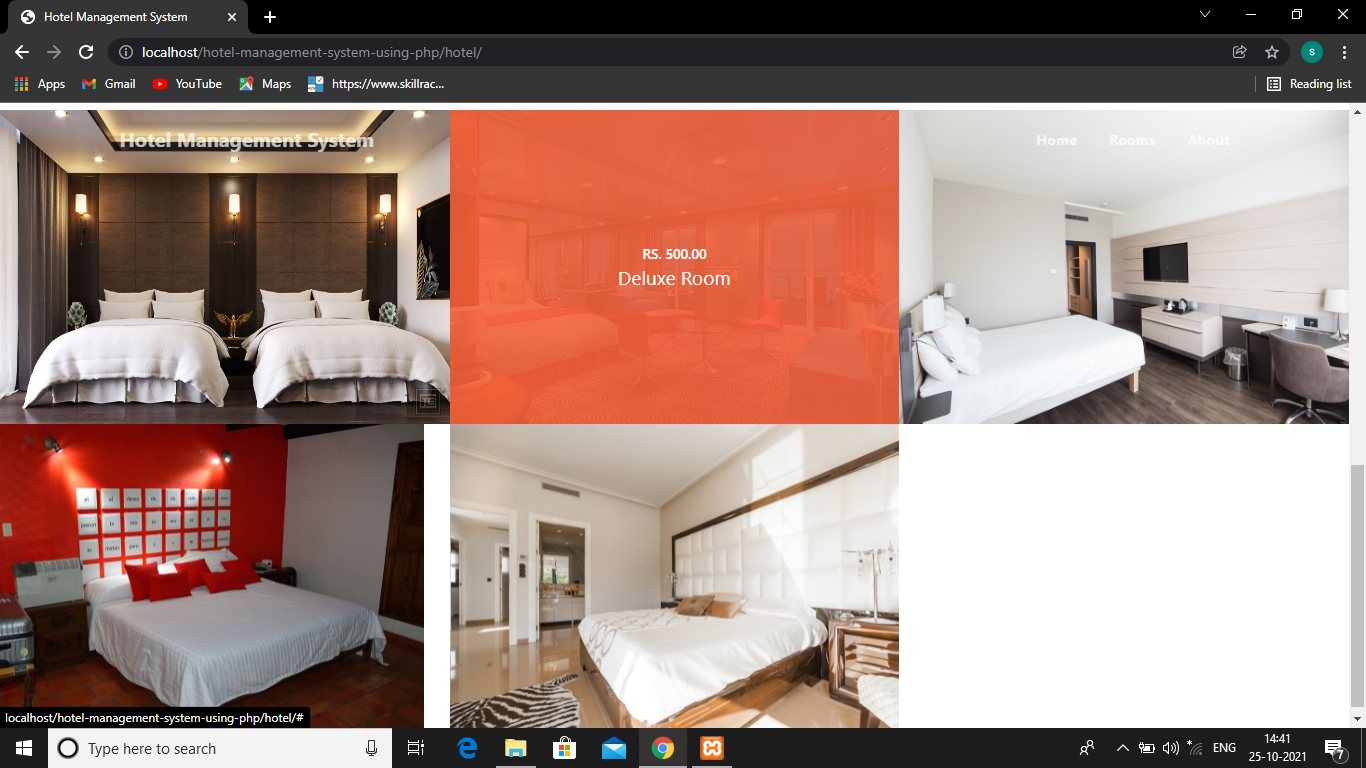 Hotel Management System
localhost/hotel-management-system-using-php/hotel/
S
Apps
Gmail
YouTube
Maps
https://www.skillrac...
Reading list
Hotel Management System
Home
Rooms
About
RS. 500.00
Deluxe Room
localhost/hotel-management-system-using-php/hotel/#
Type here to search
ENG
14:41
25-10-2021
7